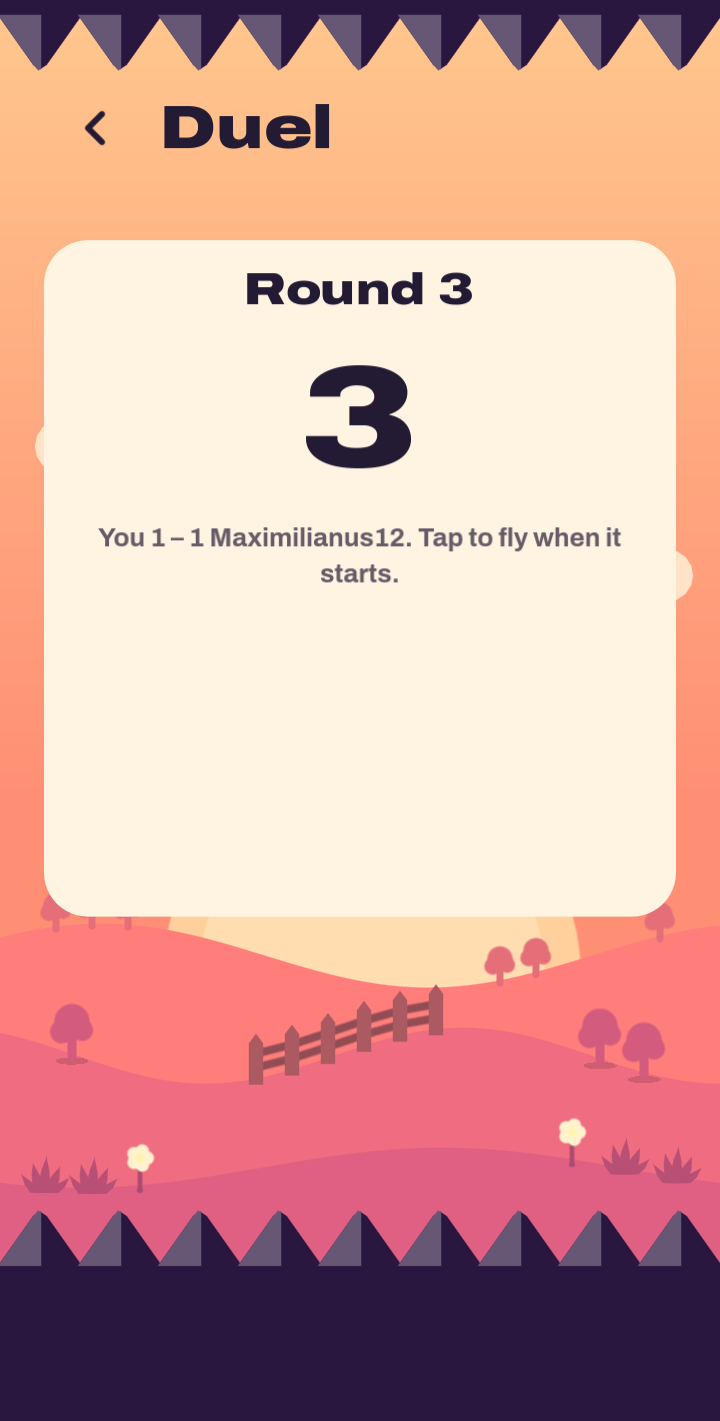 Duel
Round 3
3
You 1 – 1 Maximilianus12. Tap to fly when it
starts.